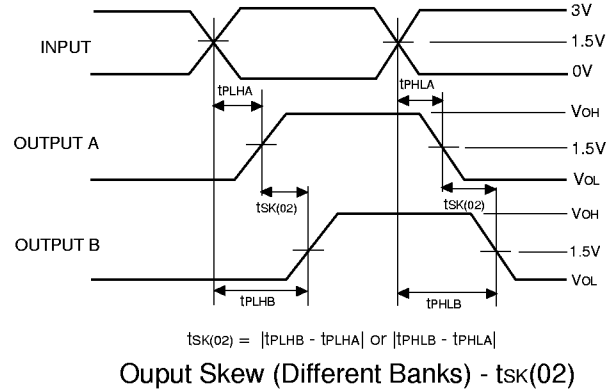 3V
INPUT
1.5V
0V
tPLHA
tPHLA
VOH
OUTPUT A
1.5V
VOL
tSK(02)
tSK(02)
VOH
OUTPUT B
1.5V
VOL
tPLHB
tPHLB
tSK(02) = |tPLHB - tPLHA| or |tPHLB - tPHLA|
Ouput Skew (Different Banks) - tSK(02)